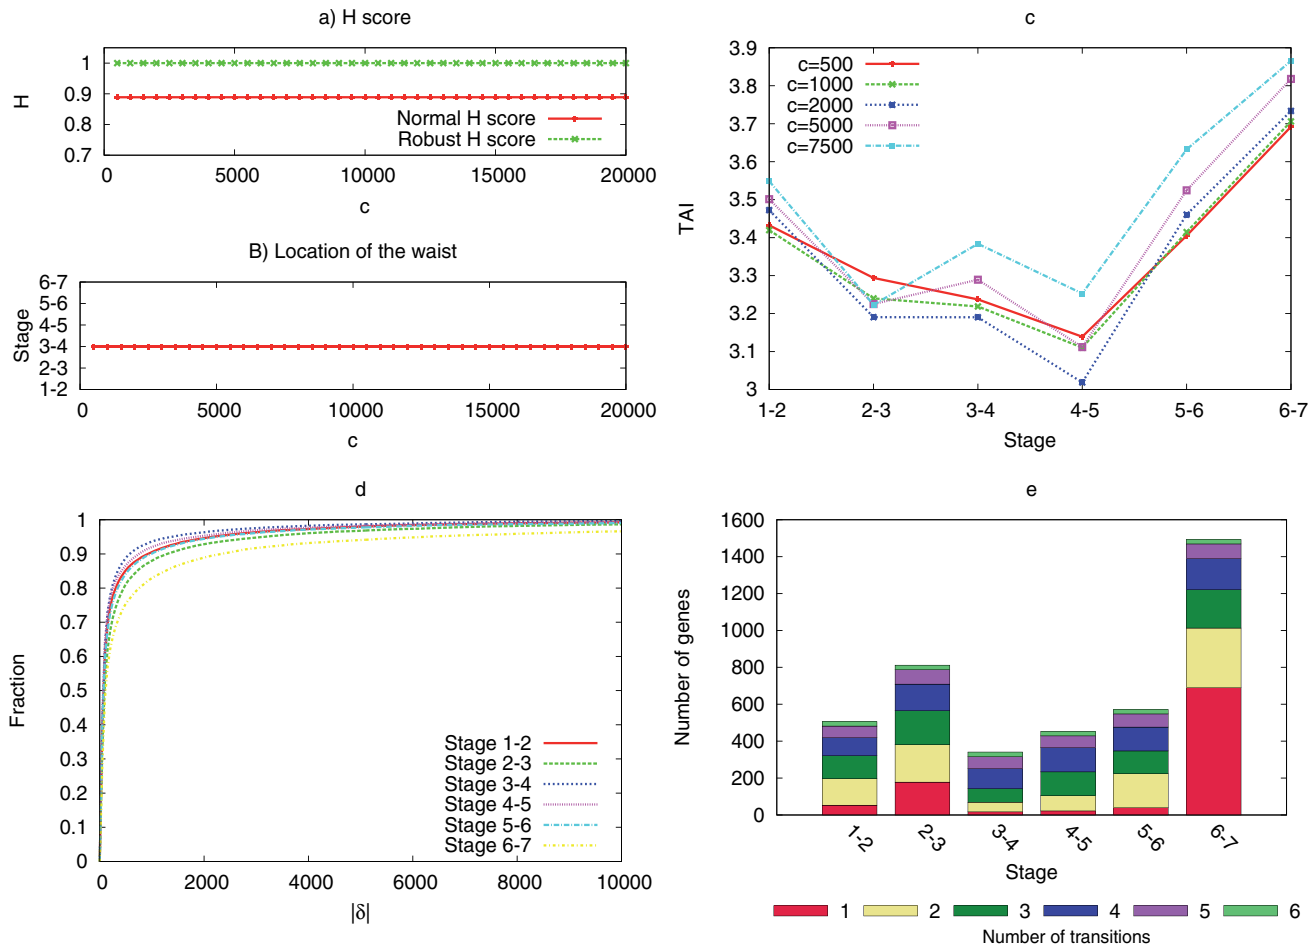 a) H score
H
1
0.9
0.8
0.7
Normal H score
Robust H score
0 5000 10000 15000 20000
c
B) Location of the waist
Stage
6-7
5-6
4-5
3-4
2-3
1-2
0 5000 10000 15000 20000
c
c
TAI
3.9
3.8
3.7
3.6
3.5
3.4
3.3
3.2
3.1
3
c=500
c=1000
c=2000
c=5000
c=7500
1-2 2-3 3-4 4-5 5-6 6-7
Stage
d
Fraction
1
0.9
0.8
0.7
0.6
0.5
0.4
0.3
0.2
0.1
0
Stage 1-2
Stage 2-3
Stage 3-4
Stage 4-5
Stage 5-6
Stage 6-7
0 2000 4000 6000 8000 10000
|δ|
e
Number of genes
1600
1400
1200
1000
800
600
400
200
0
1-2 2-3 3-4 4-5 5-6 6-7
Stage
1 2 3 4 5 6
Number of transitions